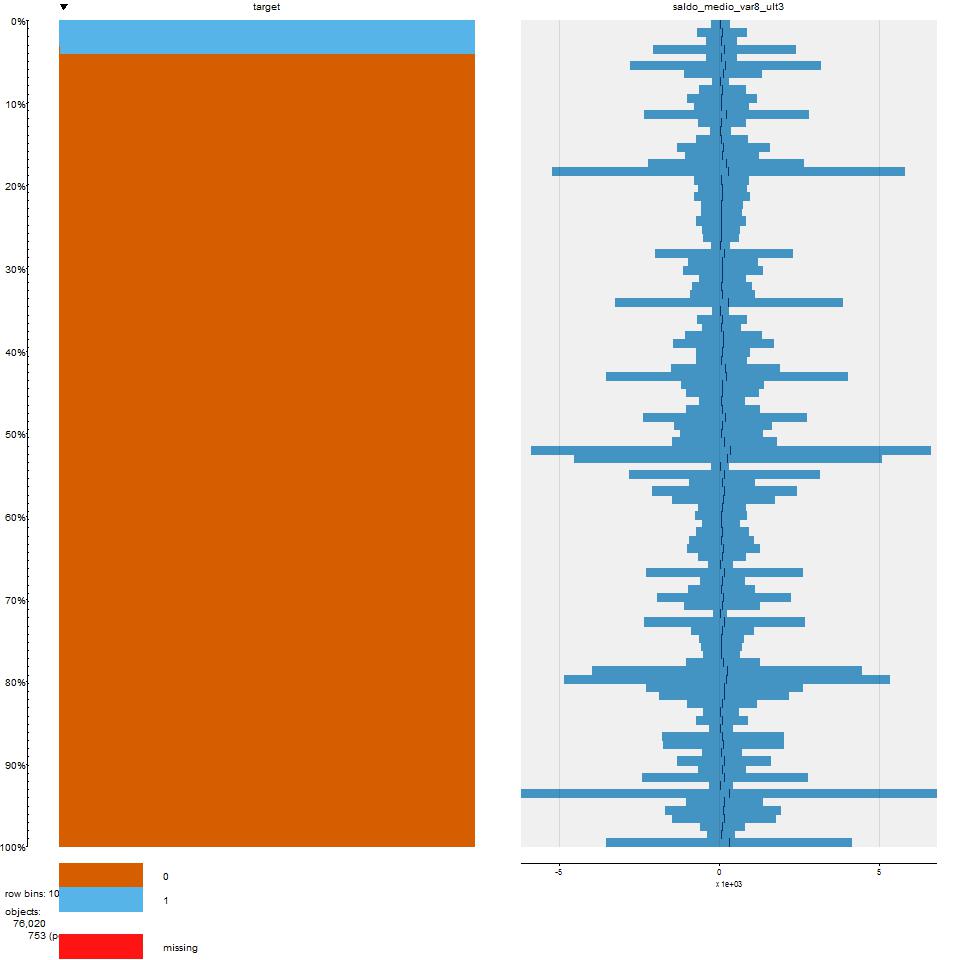 target
saldo_medio_var8_ult3
0%
10%
20%
30%
40%
50%
60%
70%
80%
90%
100%
-5
0
5
x 1e+03
0
row bins: 10
1
objects:
76,020
753 (p
missing